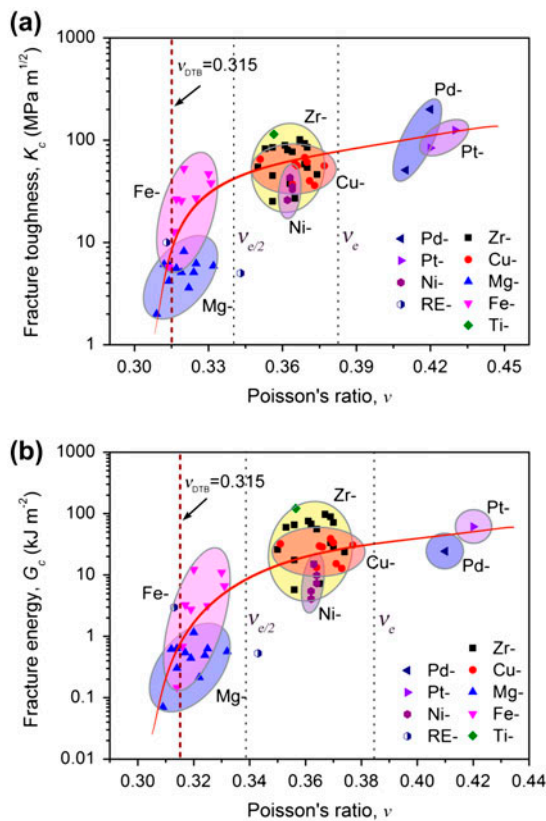 (a)
1000
100
10
1
Fracture toughness, Kc (MPa m1/2)
νDTB=0.315
Fe-
Mg-
Zr-
Cu-
Ni-
Pd-
Pt-
νe/2
νe
Pd-
Pt-
Ni-
RE-
Zr-
Cu-
Mg-
Fe-
Ti-
0.30 0.33 0.36 0.39 0.42 0.45
Poisson's ratio, ν
(b)
1000
100
10
1
0.1
0.01
Fracture energy, Gc (kJ m-2)
νDTB=0.315
Fe-
Mg-
Zr-
Cu-
Ni-
Pt-
Pd-
νe/2
νe
Pd-
Pt-
Ni-
RE-
Zr-
Cu-
Mg-
Fe-
Ti-
0.30 0.32 0.34 0.36 0.38 0.40 0.42 0.44
Poisson's ratio, ν